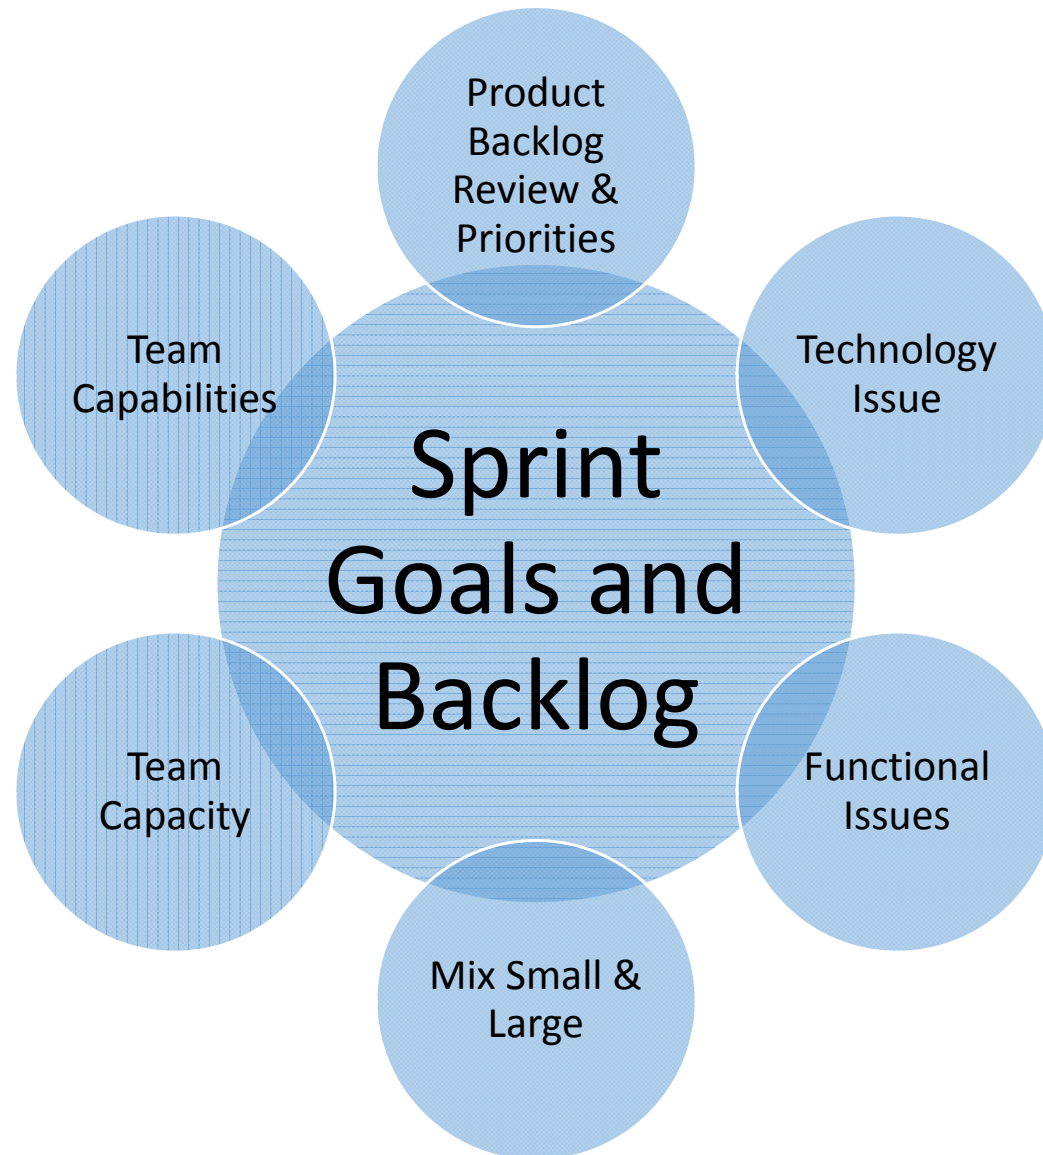 Product
Backlog
Review &
Priorities
Team
Capabilities
Technology
Issue
Sprint
Goals and
Backlog
Team
Capacity
Functional
Issues
Mix Small &
Large